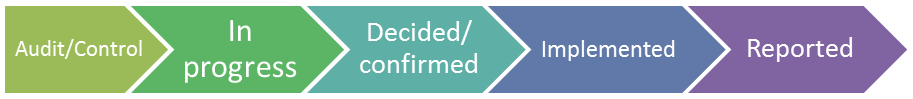 Audit/Control
In
progress
Decided/
confirmed
Implemented
Reported